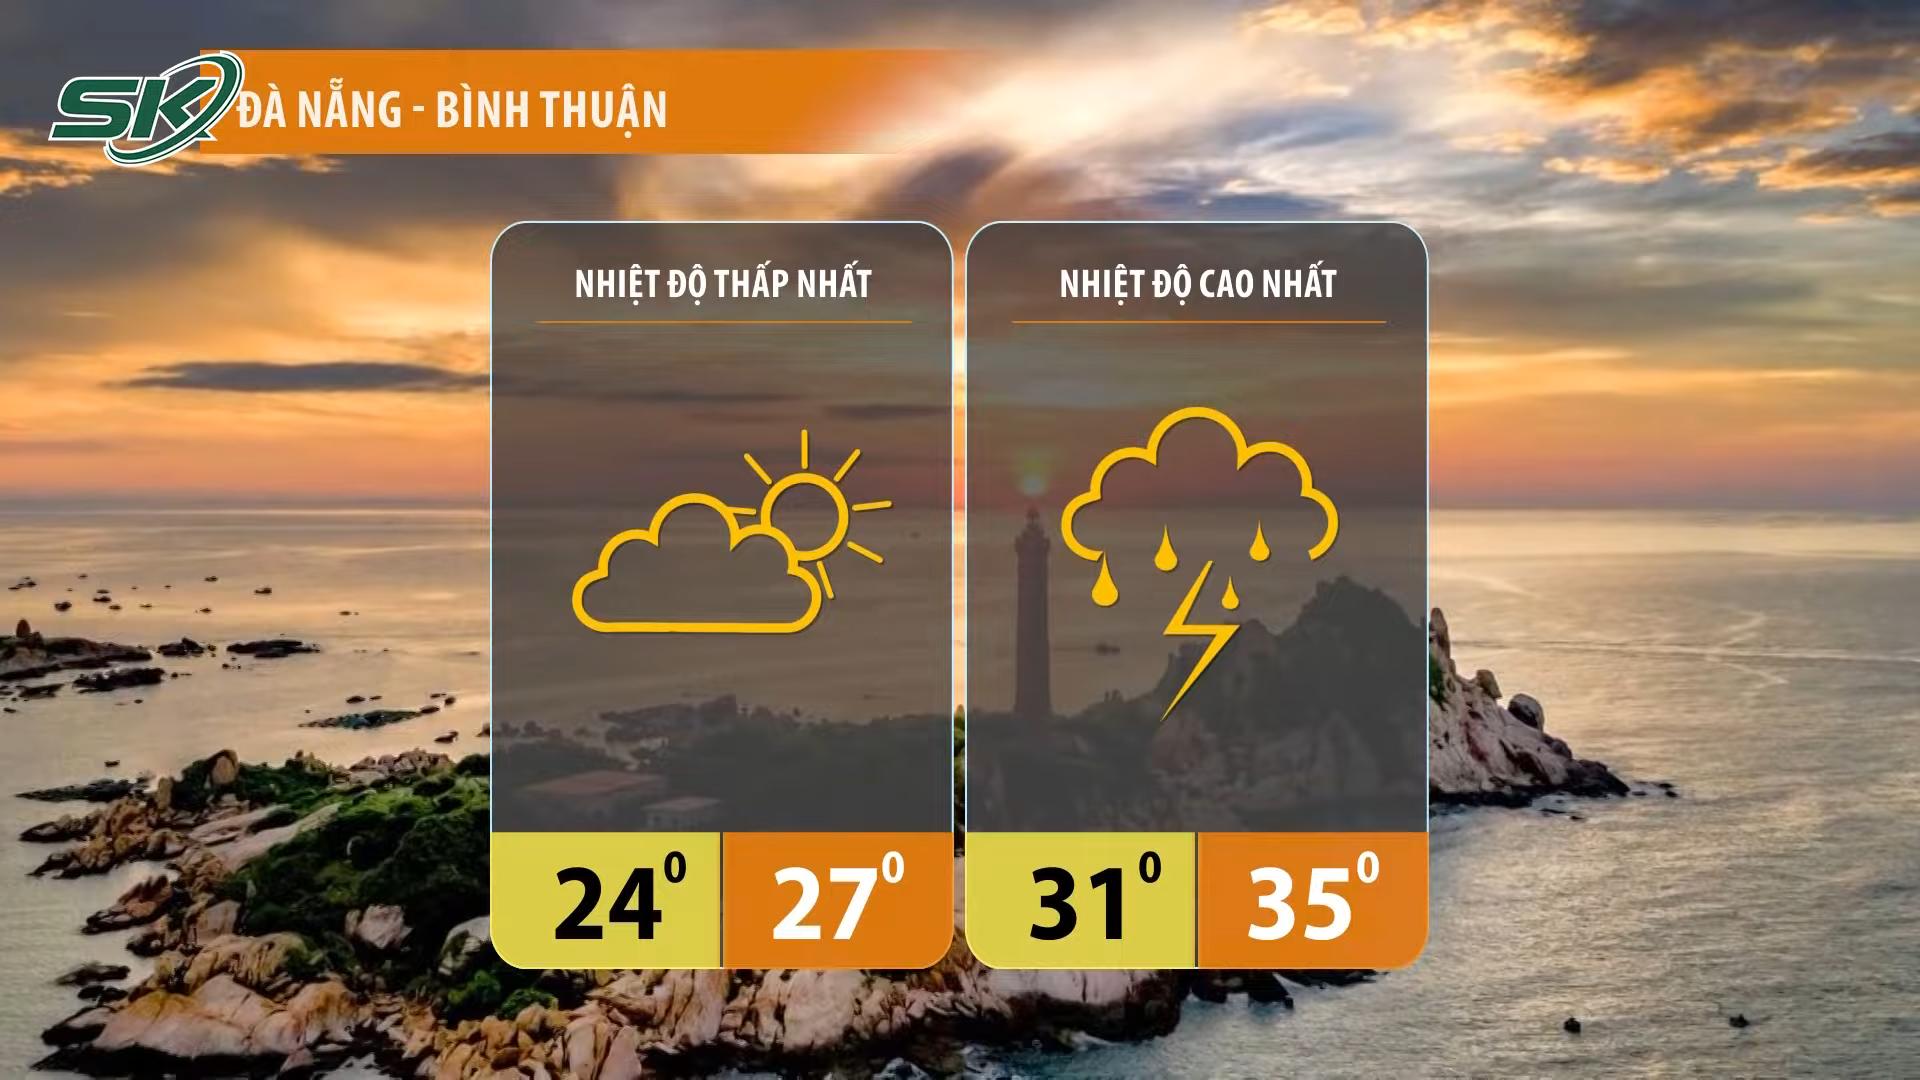 SK
ĐÀ NẴNG - BÌNH THUẬN
NHIỆT ĐỘ THẤP NHẤT
NHIỆT ĐỘ CAO NHẤT
24⁰ 27⁰
31⁰ 35⁰